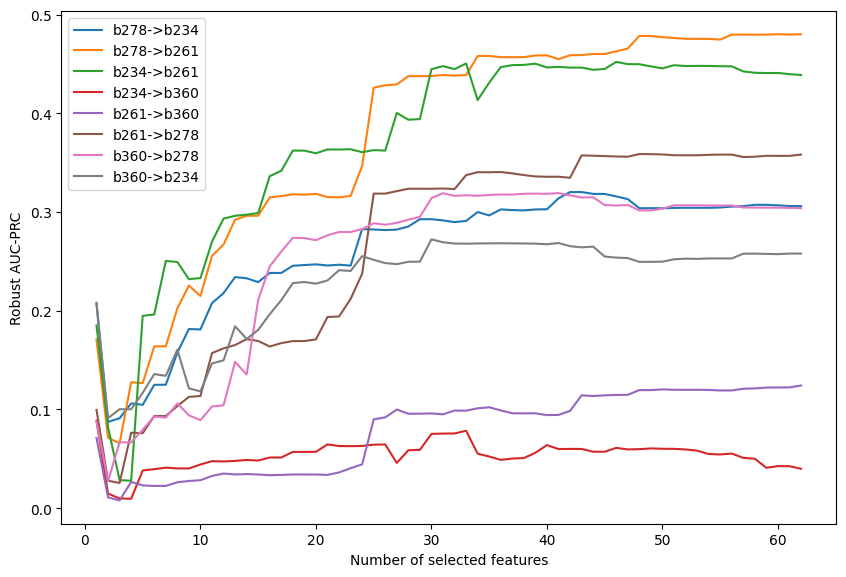 b278->b234
b278->b261
b234->b261
b234->b360
b261->b360
b261->b278
b360->b278
b360->b234
Robust AUC-PRC
0.5
0.4
0.3
0.2
0.1
0.0
0 10 20 30 40 50 60
Number of selected features